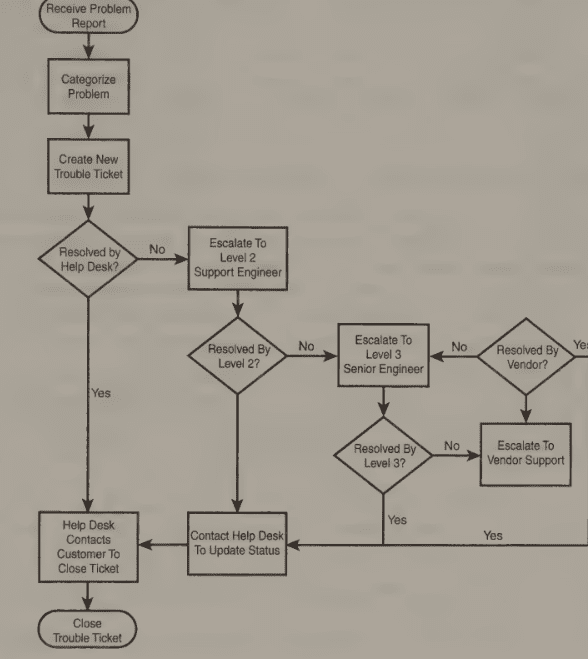 Receive Problem
Report
Categorize
Problem
Create New
Trouble Ticket
Resolved by
Help Desk?
No
Escalate To
Level 2
Support Engineer
Resolved By
Level 2?
No
Escalate To
Level 3
Senior Engineer
No
Resolved By
Vendor?
Yes
Yes
Resolved By
Level 3?
No
Escalate To
Vendor Support
Yes
Yes
Help Desk
Contacts
Customer To
Close Ticket
Contact Help Desk
To Update Status
Close
Trouble Ticket